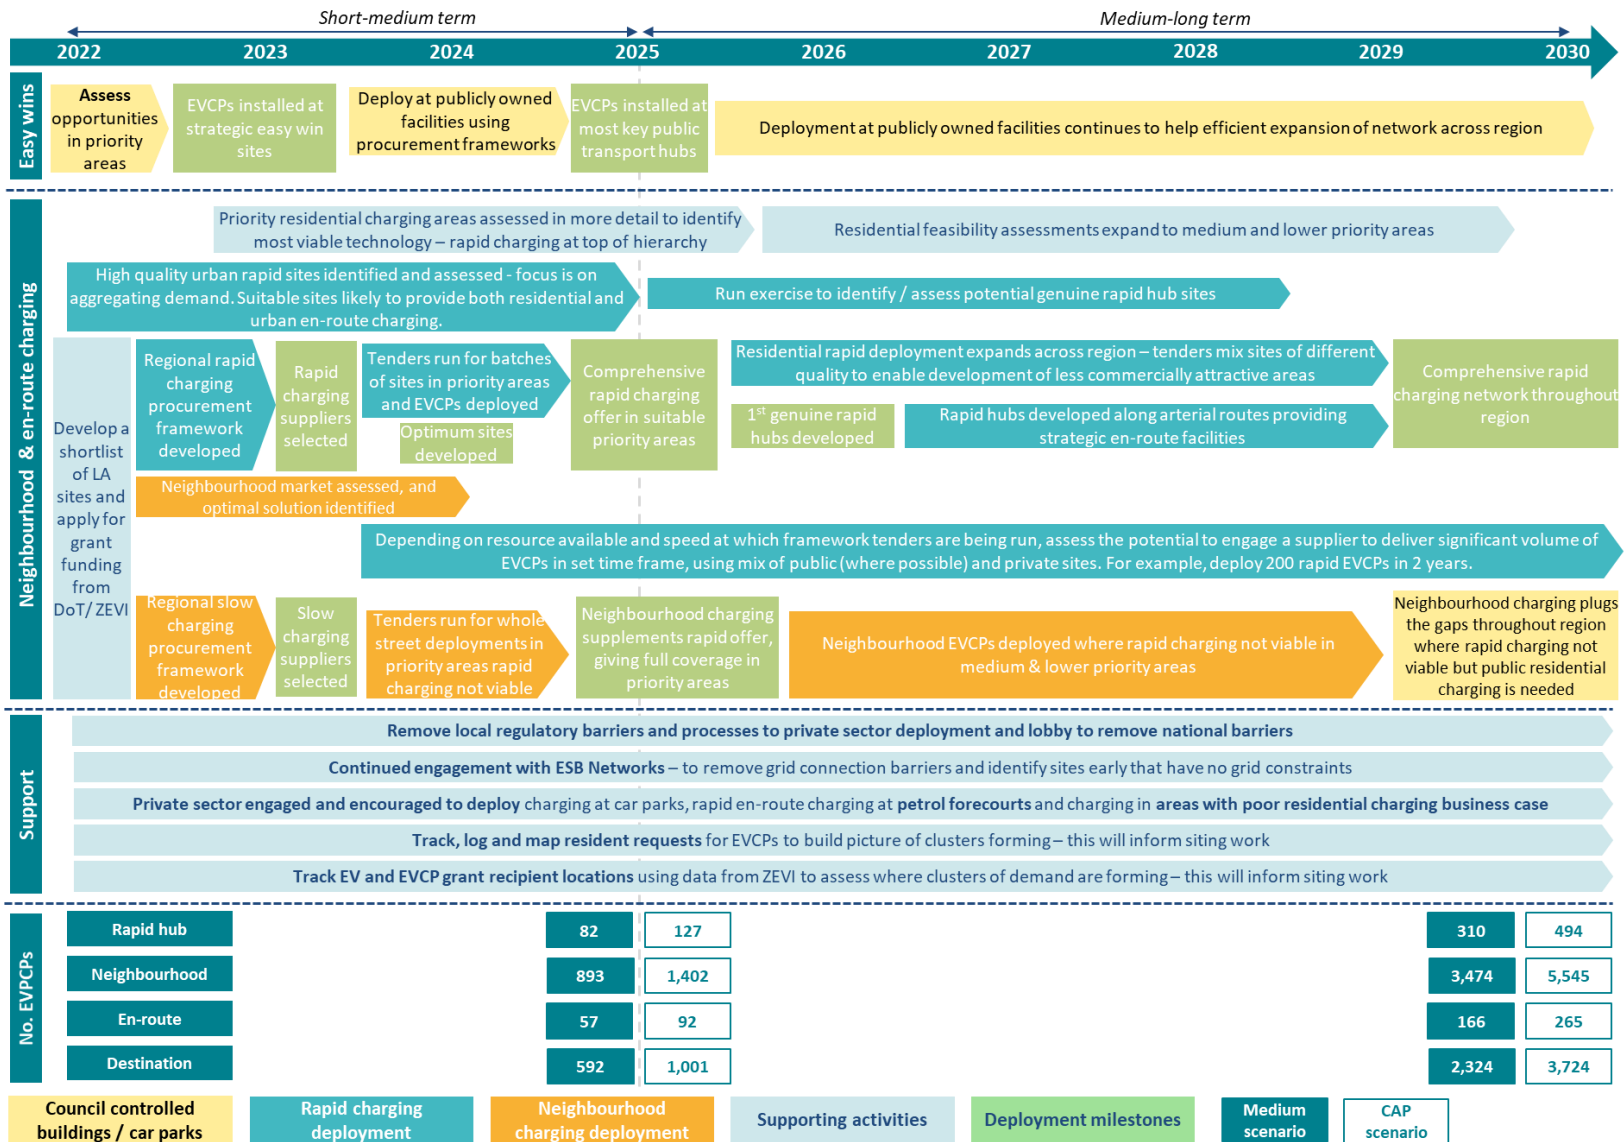 Short-medium term
Medium-long term
2022
2023
2024
2025
2026
2027
2028
2029
2030
Easy wins
Assess
opportunities
in priority
areas
EVCPs installed at
strategic easy win
sites
Deploy at publicly owned
facilities using
procurement frameworks
EVCPs installed at
most key public
transport hubs
Deployment at publicly owned facilities continues to help efficient expansion of network across region
Neighbourhood & en-route charging
Priority residential charging areas assessed in more detail to identify
most viable technology – rapid charging at top of hierarchy
Residential feasibility assessments expand to medium and lower priority areas
High quality urban rapid sites identified and assessed - focus is on
aggregating demand. Suitable sites likely to provide both residential and
urban en-route charging.
Run exercise to identify / assess potential genuine rapid hub sites
Develop a
shortlist
of LA
sites and
apply for
grant
funding
from
DoT/ ZEVI
Regional rapid
charging
procurement
framework
developed
Rapid
charging
suppliers
selected
Tenders run for batches
of sites in priority areas
and EVCPs deployed
Optimum sites
developed
Comprehensive
rapid charging
offer in suitable
priority areas
Residential rapid deployment expands across region – tenders mix sites of different
quality to enable development of less commercially attractive areas
1st genuine rapid
hubs developed
Rapid hubs developed along arterial routes providing
strategic en-route facilities
Comprehensive rapid
charging network throughout
region
Neighbourhood market assessed, and
optimal solution identified
Depending on resource available and speed at which framework tenders are being run, assess the potential to engage a supplier to deliver significant volume of
EVCPs in set time frame, using mix of public (where possible) and private sites. For example, deploy 200 rapid EVCPs in 2 years.
Regional slow
charging
procurement
framework
developed
Slow
charging
suppliers
selected
Tenders run for whole
street deployments in
priority areas rapid
charging not viable
Neighbourhood charging
supplements rapid offer,
giving full coverage in
priority areas
Neighbourhood EVCPs deployed where rapid charging not viable in
medium & lower priority areas
Neighbourhood charging plugs
the gaps throughout region
where rapid charging not
viable but public residential
charging is needed
Support
Remove local regulatory barriers and processes to private sector deployment and lobby to remove national barriers
Continued engagement with ESB Networks – to remove grid connection barriers and identify sites early that have no grid constraints
Private sector engaged and encouraged to deploy charging at car parks, rapid en-route charging at petrol forecourts and charging in areas with poor residential charging business case
Track, log and map resident requests for EVCPs to build picture of clusters forming – this will inform siting work
Track EV and EVCP grant recipient locations using data from ZEVI to assess where clusters of demand are forming – this will inform siting work
No. EVPCPs
Rapid hub
82
127
310
494
Neighbourhood
893
1,402
3,474
5,545
En-route
57
92
166
265
Destination
592
1,001
2,324
3,724
Council controlled
buildings / car parks
Rapid charging
deployment
Neighbourhood
charging deployment
Supporting activities
Deployment milestones
Medium
scenario
CAP
scenario